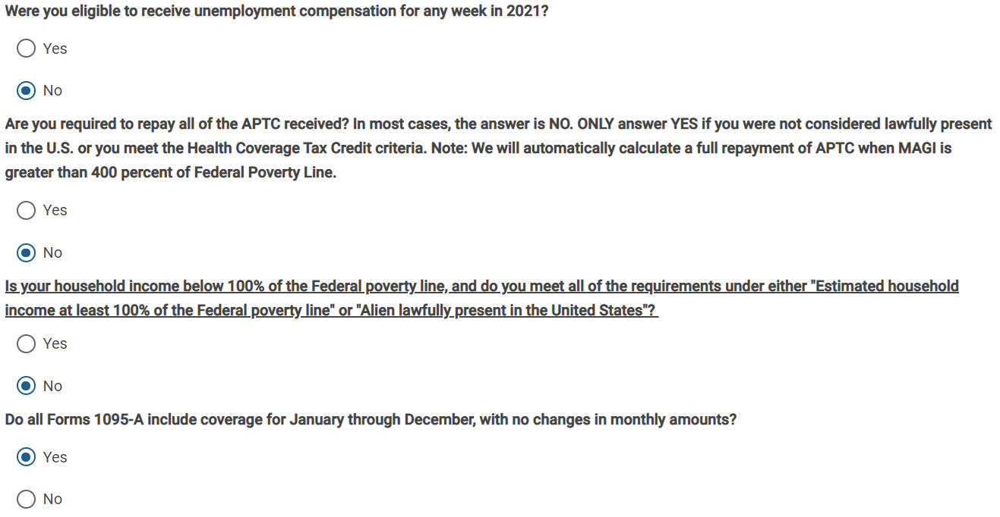 Were you eligible to receive unemployment compensation for any week in 2021?
Yes
No
Are you required to repay all of the APTC received? In most cases, the answer is NO. ONLY answer YES if you were not considered lawfully present
in the U.S. or you meet the Health Coverage Tax Credit criteria. Note: We will automatically calculate a full repayment of APTC when MAGI is
greater than 400 percent of Federal Poverty Line.
Yes
No
Is your household income below 100% of the Federal poverty line, and do you meet all of the requirements under either "Estimated household
income at least 100% of the Federal poverty line" or "Alien lawfully present in the United States"?
Yes
No
Do all Forms 1095-A include coverage for January through December, with no changes in monthly amounts?
Yes
No